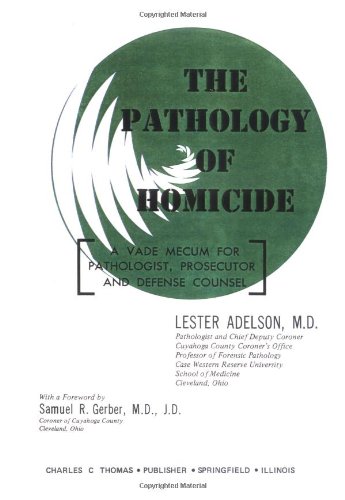 Copyrighted Material
THE
PATHOLOGY
OF
HOMICIDE
A VADE MECUM FOR
PATHOLOGIST, PROSECUTOR
AND DEFENSE COUNSEL
LESTER ADELSON, M.D.
Pathologist and Chief Deputy Coroner
Cuyahoga County Coroner's Office
Professor of Forensic Pathology
Case Western Reserve University
School of Medicine
Cleveland, Ohio
With a Foreword by
Samuel R. Gerber, M.D., J.D.
Coroner of Cuyahoga County
Cleveland, Ohio
CHARLES C THOMAS • PUBLISHER • SPRINGFIELD • ILLINOIS
Copyrighted Material